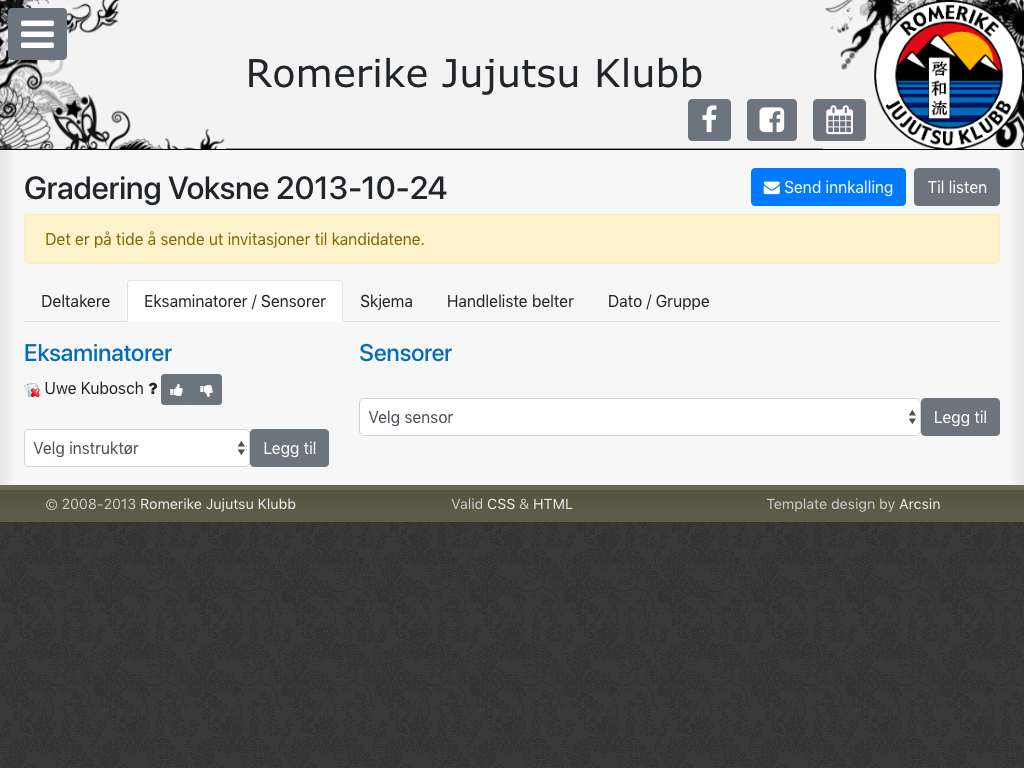 Romerike Jujutsu Klubb
ROMERIKE
啓和流
JUJUTSU KLUBB
Gradering Voksne 2013-10-24
Send innkalling
Til listen
Det er på tide å sende ut invitasjoner til kandidatene.
Deltakere
Eksaminatorer / Sensorer
Skjema
Handleliste belter
Dato / Gruppe
Eksaminatorer
Uwe Kubosch ?
Velg instruktør
Legg til
Sensorer
Velg sensor
Legg til
© 2008-2013 Romerike Jujutsu Klubb
Valid CSS & HTML
Template design by Arcsin